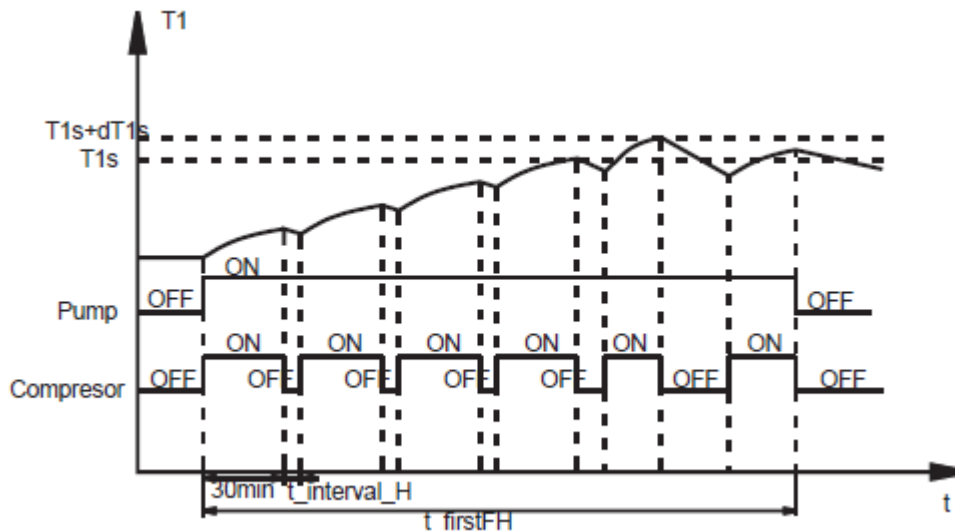 T1
T1s+dT1s
T1s
ON
Pump OFF OFF
ON ON ON ON ON ON
Compresor OFF OFF OFF OFF OFF OFF OFF
30min t_interval_H
t
t_firstFH